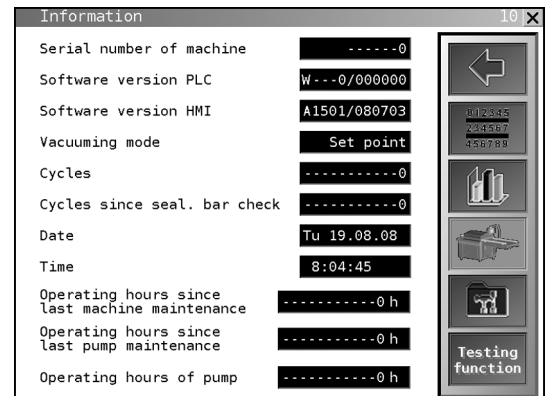 Information 10 X
Serial number of machine ------0
Software version PLC W---0/000000
Software version HMI A1501/080703
Vacuuming mode Set point
Cycles -----------0
Cycles since seal. bar check -----------0
Date Tu 19.08.08
Time 8:04:45
Operating hours since
last machine maintenance -----------0 h
Operating hours since
last pump maintenance -----------0 h
Operating hours of pump -----------0 h
012345
234567
456789
Testing
function